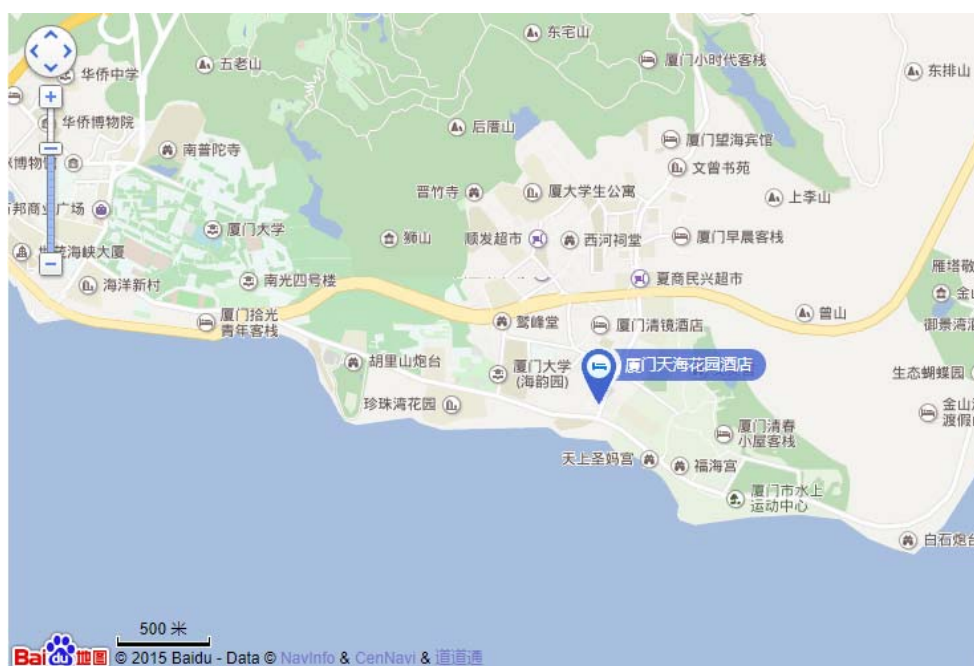 东宅山
厦门小时代客栈
五老山
东排山
华侨中学
华侨博物院
后厝山
厦门望海宾馆
南普陀寺
博物馆
文曾书苑
晋竹寺
厦大学生公寓
上李山
邦商业广场
厦门大学
狮山
顺发超市
西河祠堂
厦门早晨客栈
世茂海峡大厦
南光四号楼
夏商民兴超市
雁塔敬
海洋新村
金山
厦门拾光
青年客栈
鹫峰堂
厦门清镜酒店
曾山
御景湾
胡里山炮台
厦门大学
(海韵园)
厦门天海花园酒店
生态蝴蝶园
珍珠湾花园
金山
渡假
厦门清春
小屋客栈
天上圣妈宫
福海宫
厦门市水上
运动中心
白石炮台
500 米
Bai du 地图
© 2015 Baidu - Data © NavInfo & CenNavi & 道道通